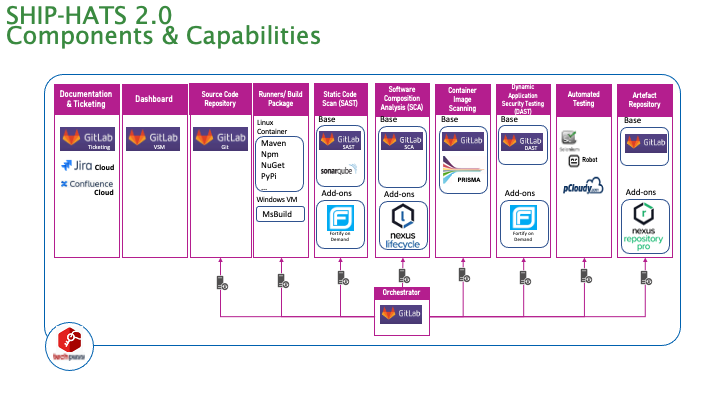 SHIP-HATS 2.0
Components & Capabilities
Documentation
& Ticketing
GitLab
Ticketing
Jira Cloud
Confluence
Cloud
Dashboard
GitLab
VSM
Source Code
Repository
GitLab
Git
Runners/ Build
Package
Linux
Container
Maven
Npm
NuGet
PyPi
...
Windows VM
MsBuild
Static Code
Scan (SAST)
Base
GitLab
SAST
sonarqube
Add-ons
Fortify on
Demand
Software
Composition
Analysis (SCA)
Base
GitLab
SCA
Add-ons
nexus
lifecycle
Container
Image
Scanning
Base
GitLab
PRISMA
Dynamic
Application
Security Testing
(DAST)
Base
GitLab
DAST
Add-ons
Fortify on
Demand
Automated
Testing
Selenium
Robot
pCloudy
Artefact
Repository
Base
GitLab
Add-ons
nexus
repository
pro
Orchestrator
GitLab
techpass